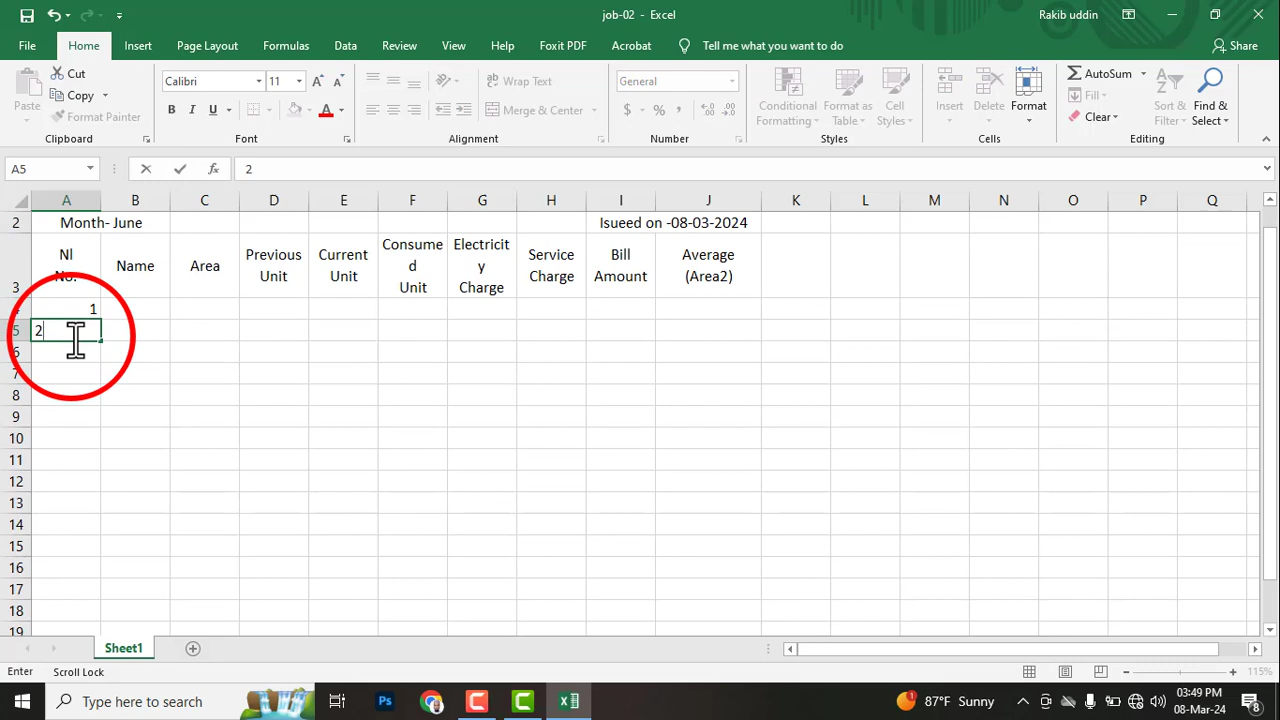 job-02 - Excel
Rakib uddin
File Home Insert Page Layout Formulas Data Review View Help Foxit PDF Acrobat Tell me what you want to do Share
Paste
Cut
Copy
Format Painter
Clipboard
Calibri 11
B I U
Font
Wrap Text
Merge & Center
Alignment
General
$ % ,
Number
Conditional
Formatting
Format as
Table
Cell
Styles
Styles
Insert Delete Format
Cells
AutoSum
Fill
Clear
Sort &
Filter
Find &
Select
Editing
A5 fx 2
A B C D E F G H I J K L M N O P Q
2 Month- June Isueed on -08-03-2024
3
Nl
No.
Name
Area
Previous
Unit
Current
Unit
Consume
d
Unit
Electricit
y
Charge
Service
Charge
Bill
Amount
Average
(Area2)
4 1
5 2
6
7
8
9
10
11
12
13
14
15
16
17
18
19
Sheet1
Enter Scroll Lock 115%
Type here to search
Ps
1
87°F Sunny
03:49 PM
08-Mar-24
8